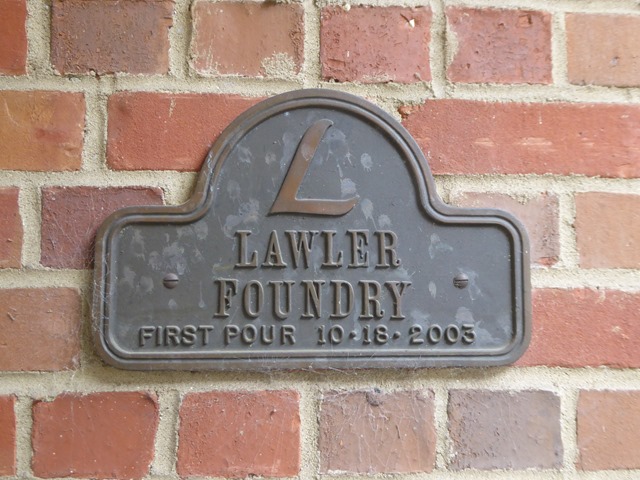 L
LAWLER
FOUNDRY
FIRST POUR 10·18·2003